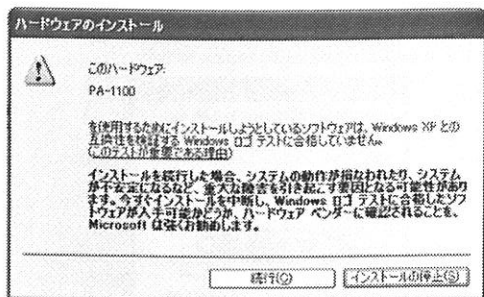 ハードウェアのインストール
このハードウェア:
PA-1100
を使用するためにインストールしようとしているソフトウェアは、Windows XP との
互換性を検証する Windows ロゴ テストに合格していません。
(このテストが重要である理由)
インストールを続行した場合、システムの動作が損なわれたり、システム
が不安定になるなど、重大な障害を引き起こす要因となる可能性があり
ます。今すぐインストールを中断し、Windows ロゴ テストに合格したソフ
トウェアが入手可能かどうか、ハードウェア ベンダーに確認されることを、
Microsoft は強くお勧めします。
続行(C)
インストールの停止(S)